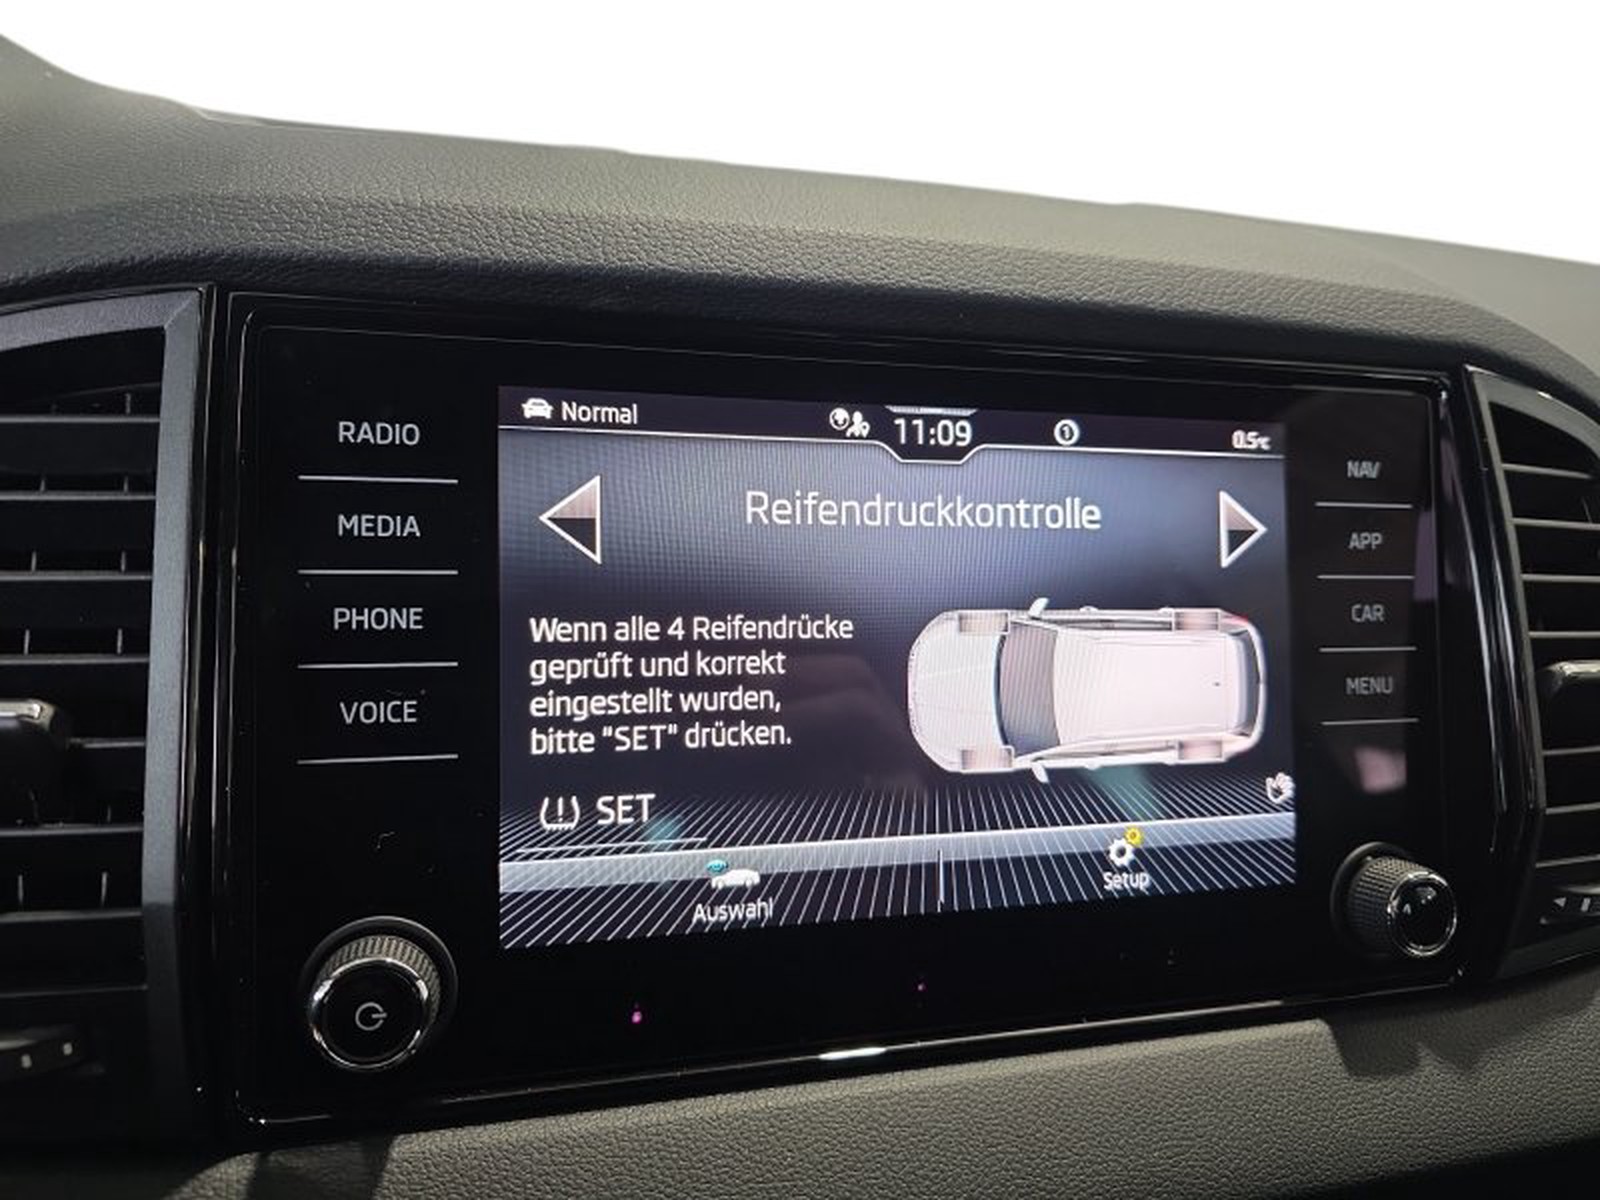 Normal
11:09
1
0.5°C
Reifendruckkontrolle
Wenn alle 4 Reifendrücke
geprüft und korrekt
eingestellt wurden,
bitte "SET" drücken.
SET
Auswahl
Setup
RADIO
MEDIA
PHONE
VOICE
NAV
APP
CAR
MENU